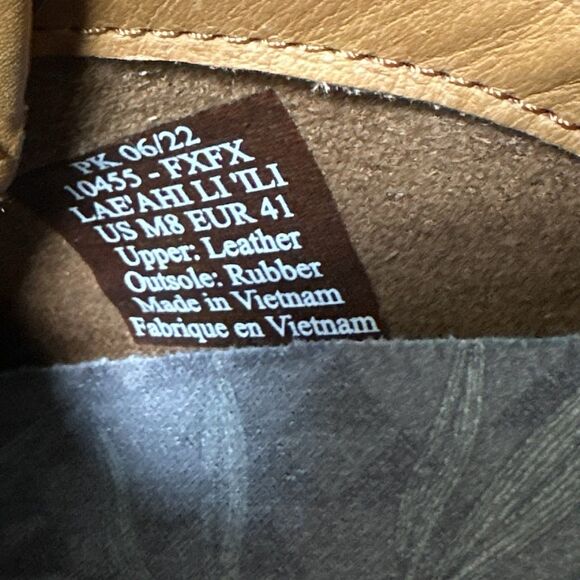 PK 06/22
10455 - FXFX
LAE'AHI LI 'ILI
US M8 EUR 41
Upper: Leather
Outsole: Rubber
Made in Vietnam
Fabrique en Vietnam